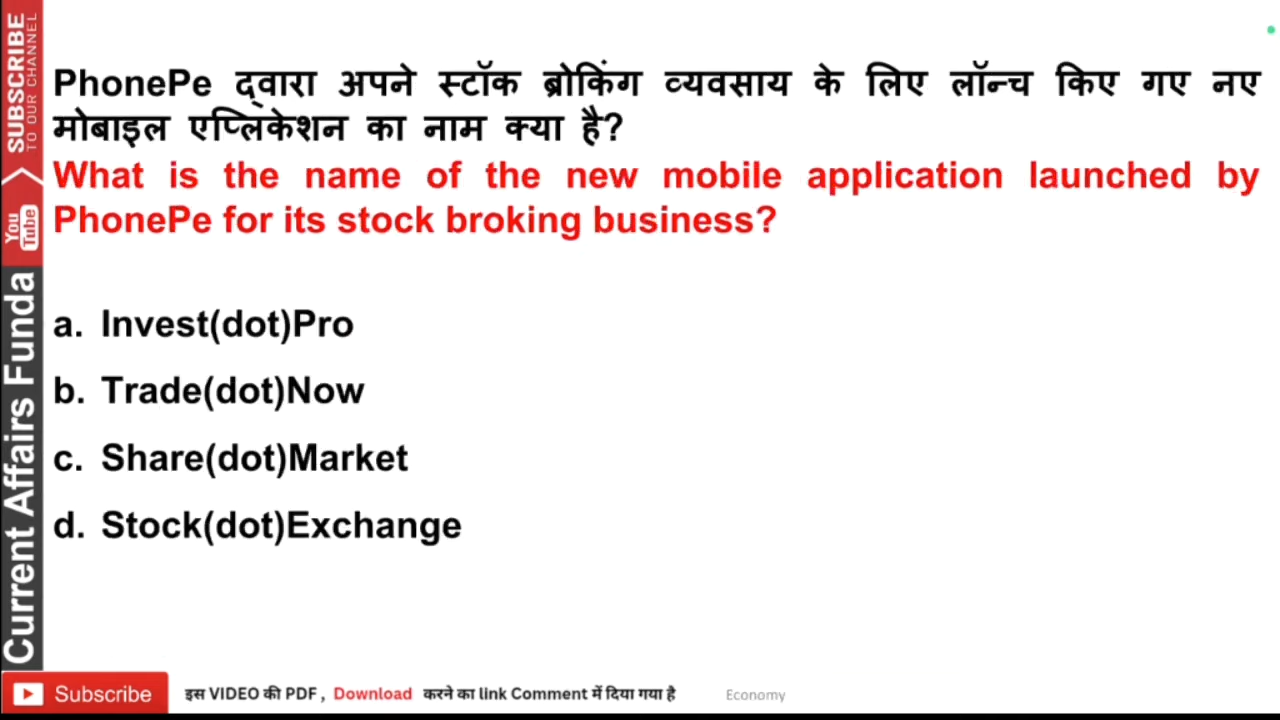 PhonePe द्वारा अपने स्टॉक ब्रोकिंग व्यवसाय के लिए लॉन्च किए गए नए
मोबाइल एप्लिकेशन का नाम क्या है?
What is the name of the new mobile application launched by
PhonePe for its stock broking business?
a. Invest(dot)Pro
b. Trade(dot)Now
c. Share(dot)Market
d. Stock(dot)Exchange
SUBSCRIBE
TO OUR CHANNEL
You Tube
Current Affairs Funda
Subscribe
इस VIDEO की PDF , Download करने का link Comment में दिया गया है
Economy